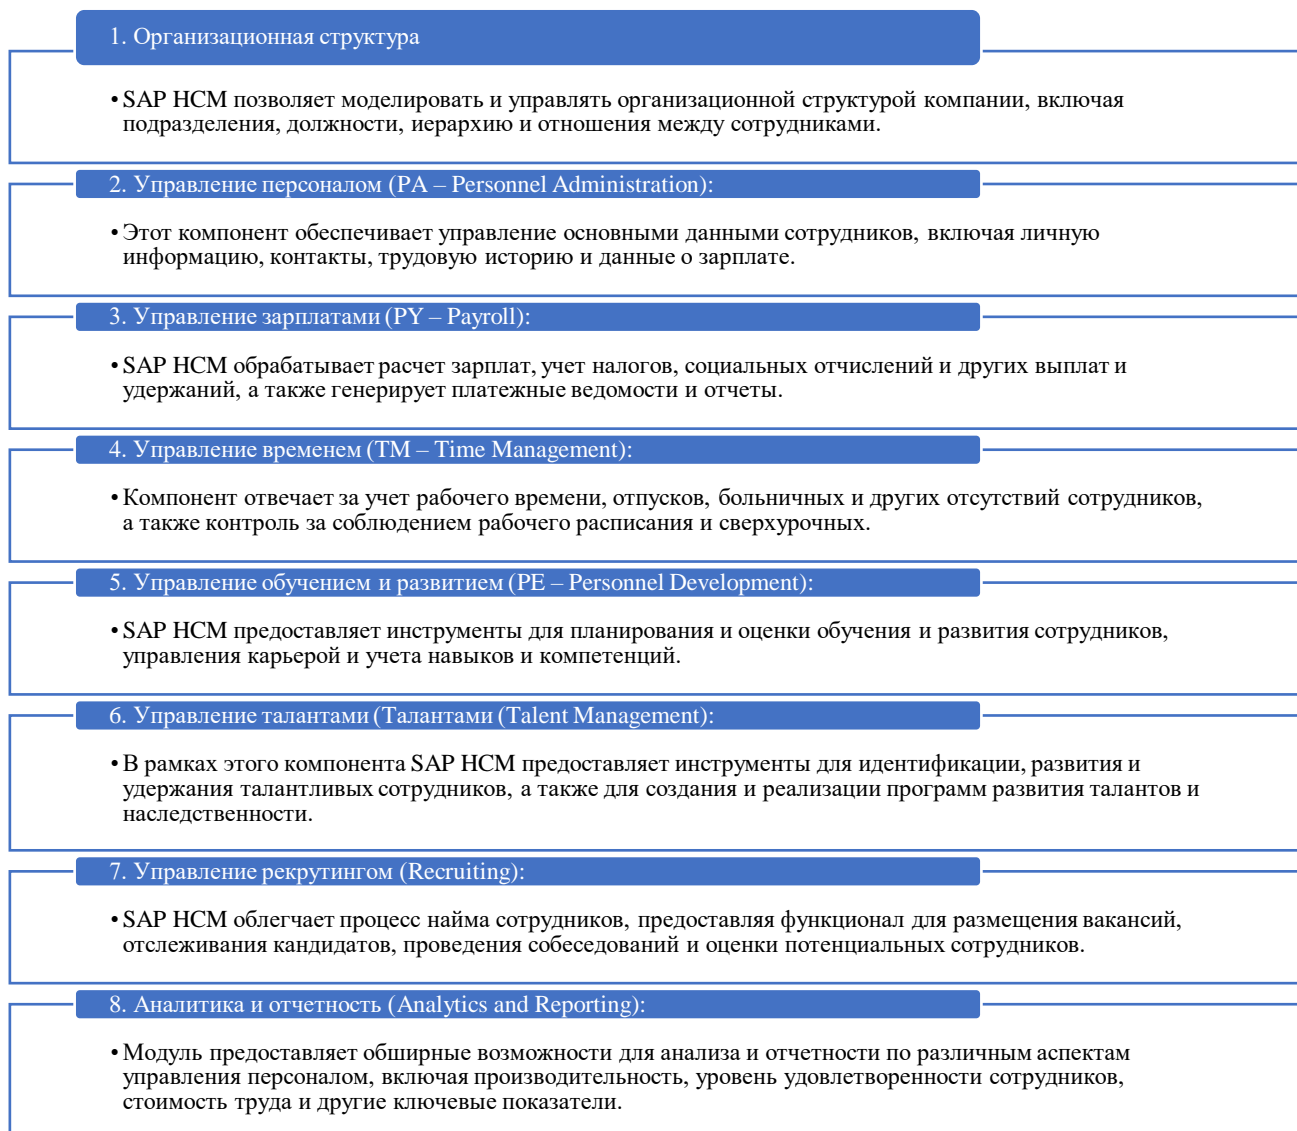 1. Организационная структура
• SAP HCM позволяет моделировать и управлять организационной структурой компании, включая
подразделения, должности, иерархию и отношения между сотрудниками.
2. Управление персоналом (PA – Personnel Administration):
• Этот компонент обеспечивает управление основными данными сотрудников, включая личную
информацию, контакты, трудовую историю и данные о зарплате.
3. Управление зарплатами (PY – Payroll):
• SAP HCM обрабатывает расчет зарплат, учет налогов, социальных отчислений и других выплат и
удержаний, а также генерирует платежные ведомости и отчеты.
4. Управление временем (TM – Time Management):
• Компонент отвечает за учет рабочего времени, отпусков, больничных и других отсутствий сотрудников,
а также контроль за соблюдением рабочего расписания и сверхурочных.
5. Управление обучением и развитием (PE – Personnel Development):
• SAP HCM предоставляет инструменты для планирования и оценки обучения и развития сотрудников,
управления карьерой и учета навыков и компетенций.
6. Управление талантами (Талантами (Talent Management):
• В рамках этого компонента SAP HCM предоставляет инструменты для идентификации, развития и
удержания талантливых сотрудников, а также для создания и реализации программ развития талантов и
наследственности.
7. Управление рекрутингом (Recruiting):
• SAP HCM облегчает процесс найма сотрудников, предоставляя функционал для размещения вакансий,
отслеживания кандидатов, проведения собеседований и оценки потенциальных сотрудников.
8. Аналитика и отчетность (Analytics and Reporting):
• Модуль предоставляет обширные возможности для анализа и отчетности по различным аспектам
управления персоналом, включая производительность, уровень удовлетворенности сотрудников,
стоимость труда и другие ключевые показатели.